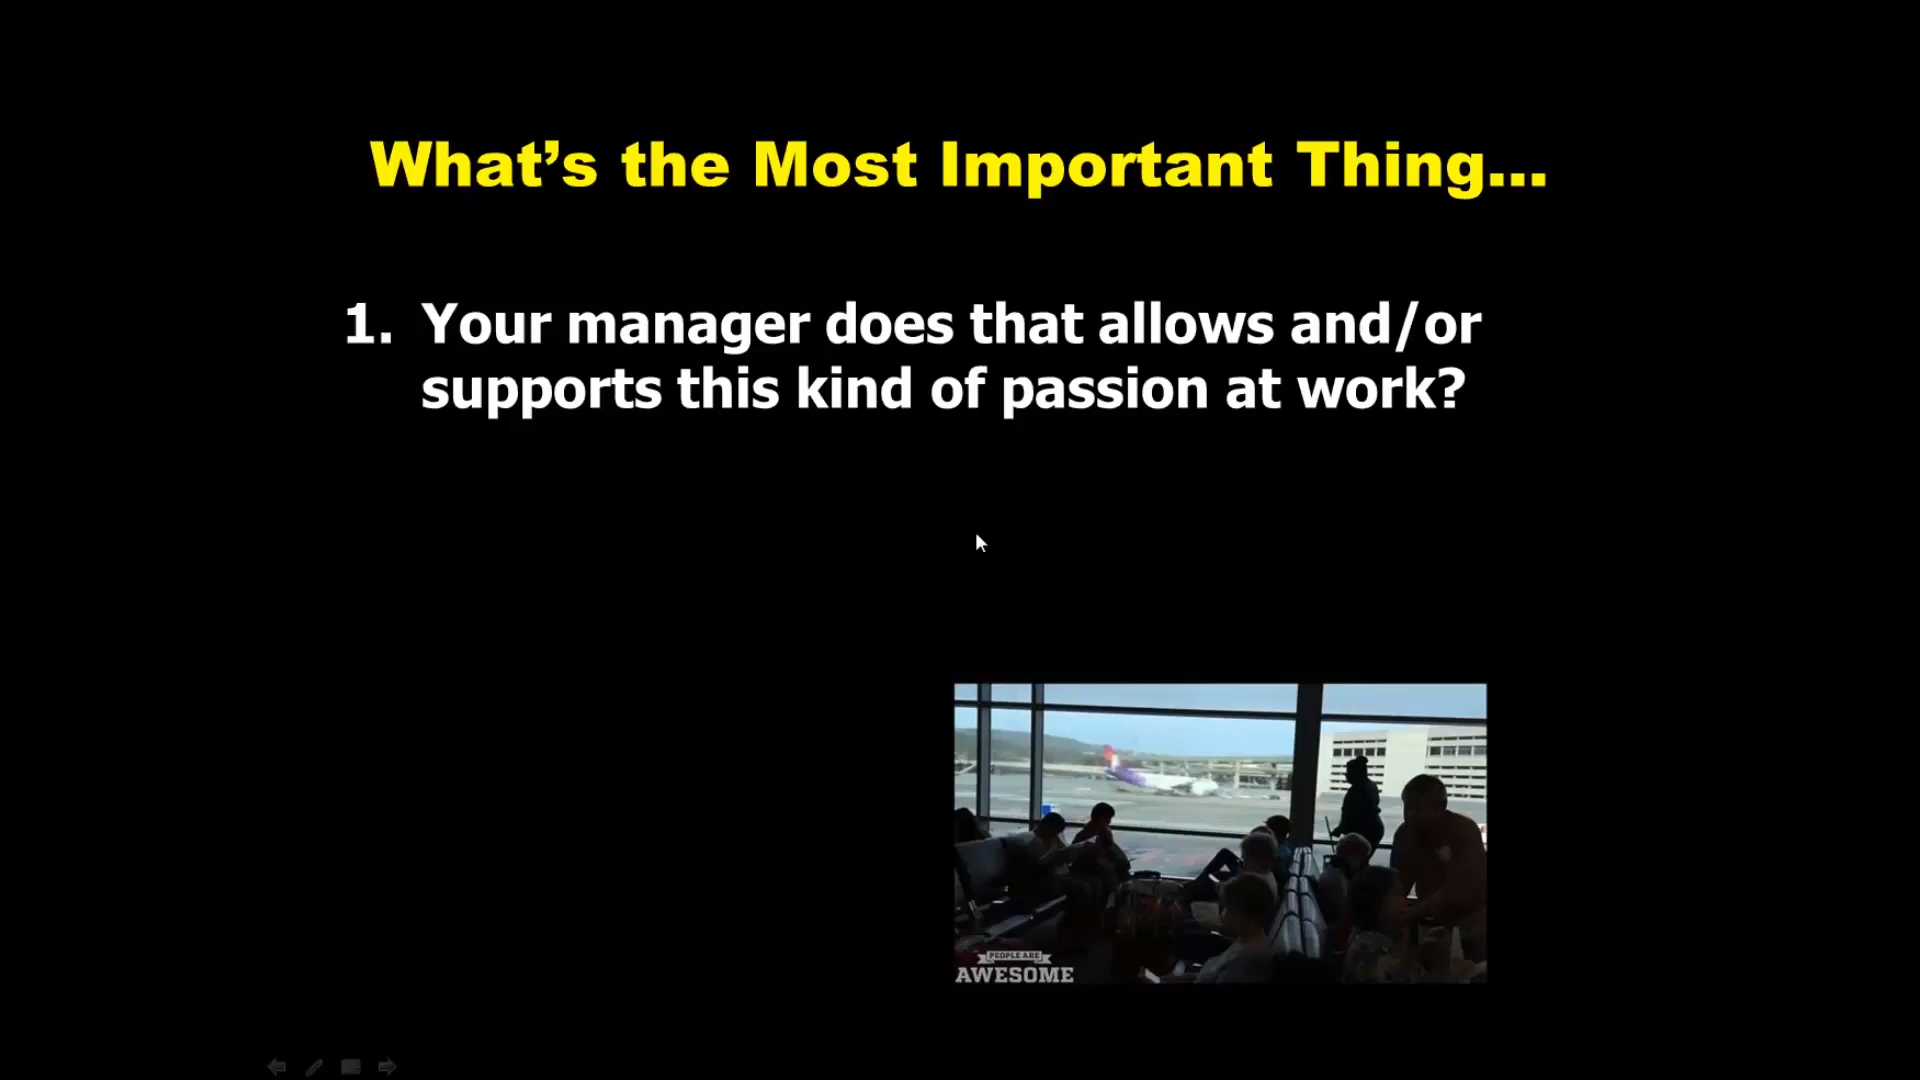 What’s the Most Important Thing...
1. Your manager does that allows and/or
supports this kind of passion at work?
PEOPLE ARE
AWESOME